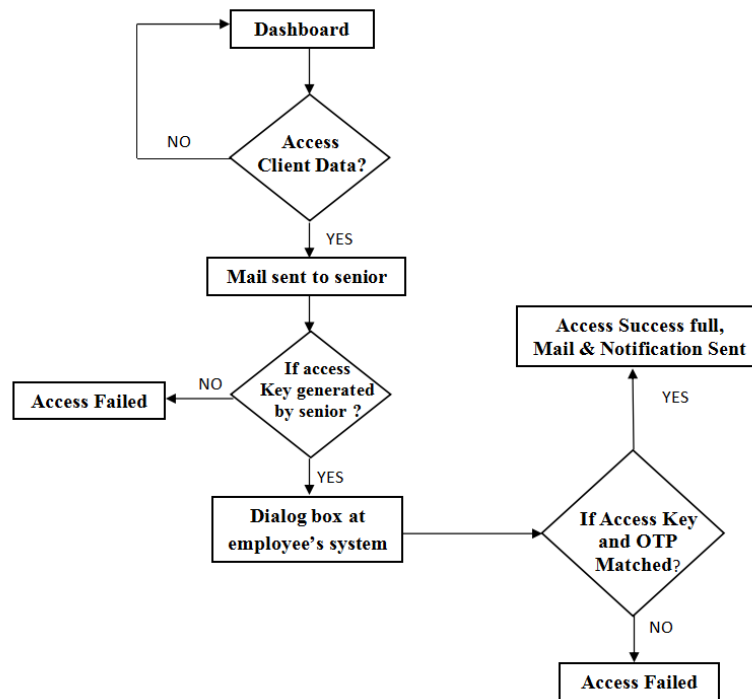 Dashboard
NO
Access
Client Data?
YES
Mail sent to senior
If access
Key generated
by senior ?
NO
Access Failed
YES
Dialog box at
employee's system
Access Success full,
Mail & Notification Sent
YES
If Access Key
and OTP
Matched?
NO
Access Failed